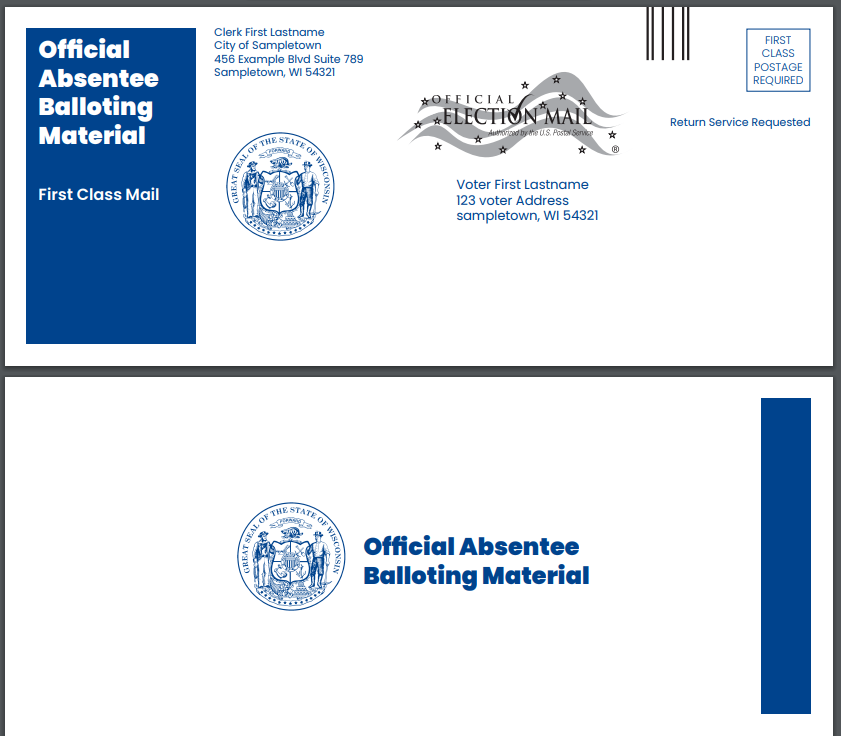 Official
Absentee
Balloting
Material
First Class Mail
Clerk First Lastname
City of Sampletown
456 Example Blvd Suite 789
Sampletown, WI 54321
GREAT SEAL OF THE STATE OF WISCONSIN
FORWARD
OFFICIAL
ELECTION MAIL
Authorized by the U.S. Postal Service
®
FIRST
CLASS
POSTAGE
REQUIRED
Return Service Requested
Voter First Lastname
123 voter Address
sampletown, WI 54321
GREAT SEAL OF THE STATE OF WISCONSIN
FORWARD
Official Absentee
Balloting Material